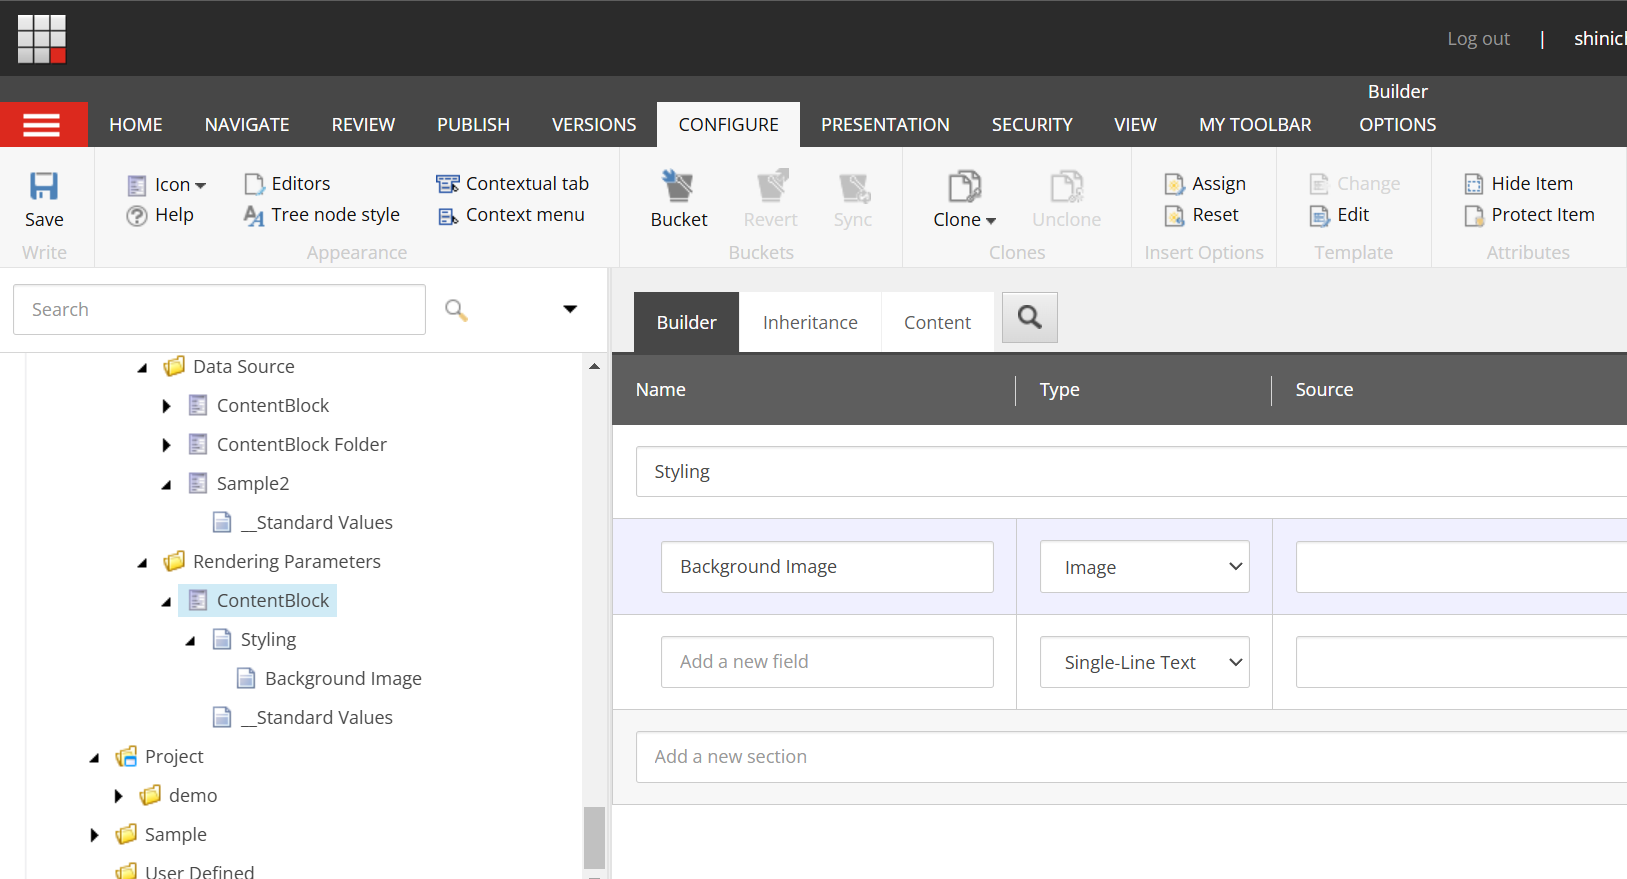 Log out | shinicl
Builder
HOME NAVIGATE REVIEW PUBLISH VERSIONS CONFIGURE PRESENTATION SECURITY VIEW MY TOOLBAR OPTIONS
Icon Editors Contextual tab Assign Change Hide Item
Save Help Tree node style Context menu Bucket Revert Sync Clone Unclone Reset Edit Protect Item
Write Appearance Buckets Clones Insert Options Template Attributes
Search
Builder Inheritance Content
Data Source
Name Type Source
ContentBlock
ContentBlock Folder
Styling
Sample2
__Standard Values
Rendering Parameters
Background Image Image
ContentBlock
Styling
Add a new field Single-Line Text
Background Image
__Standard Values
Project
Add a new section
demo
Sample
User Defined